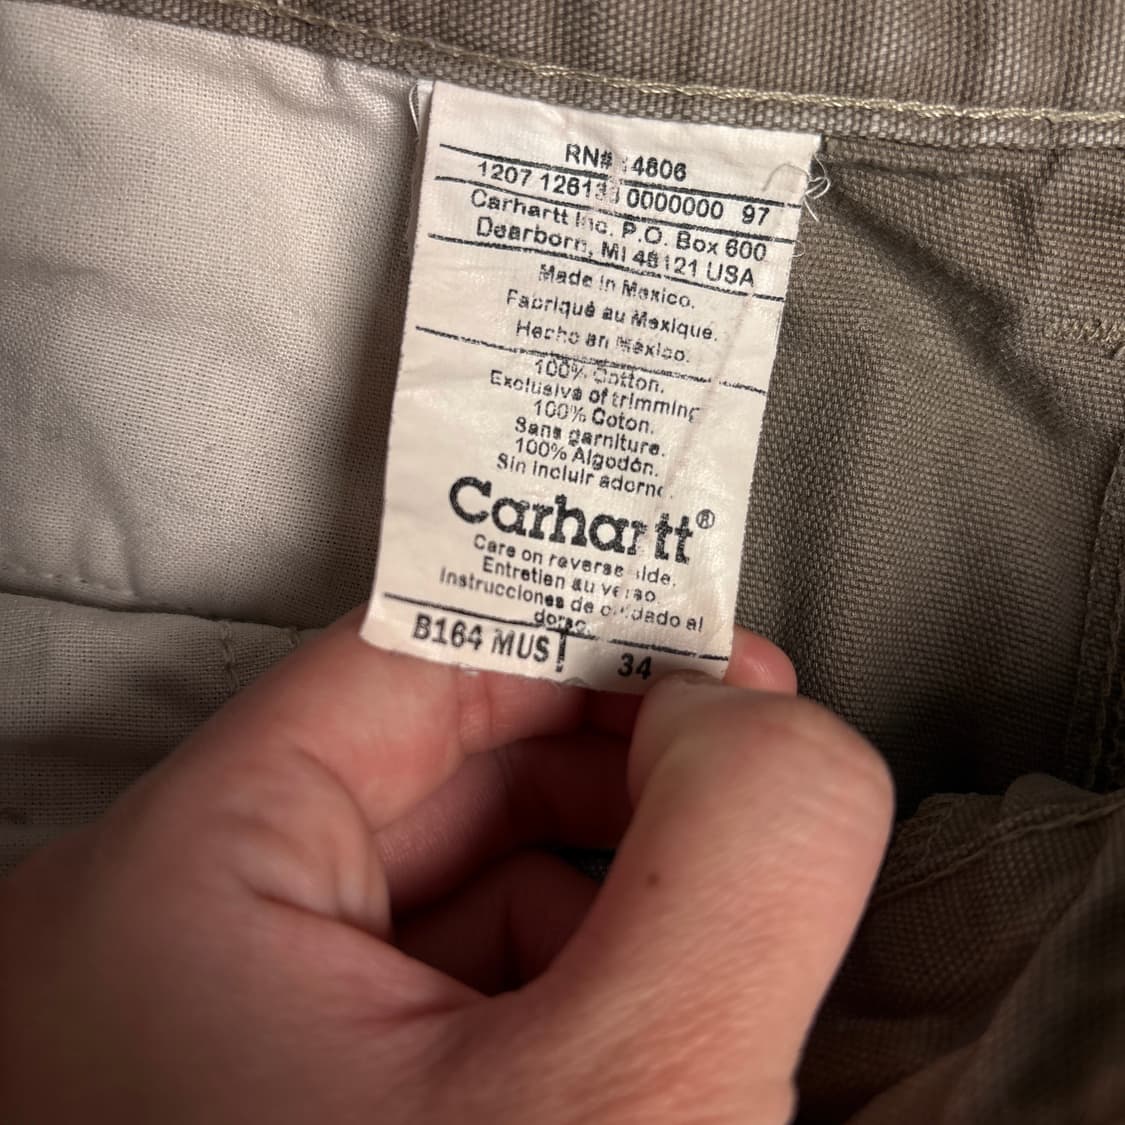 RN# 14806
1207 0000000 97
Carhartt Inc. P.O. Box 600
Dearborn, MI 48121 USA
Made in Mexico.
Fabriqué au Mexique.
Hecho en México.
100% Cotton.
Exclusive of trimming
100% Coton.
Sans garniture.
100% Algodón.
Sin incluir adorno.
Carhartt®
Care on reverse side.
Entretien au verso.
Instrucciones de cuidado al
dorso.
B164 MUS 34